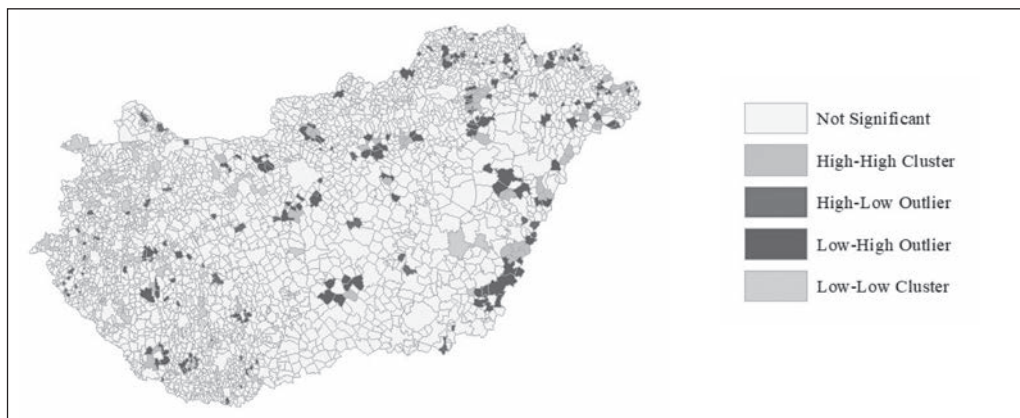 Not Significant
High-High Cluster
High-Low Outlier
Low-High Outlier
Low-Low Cluster